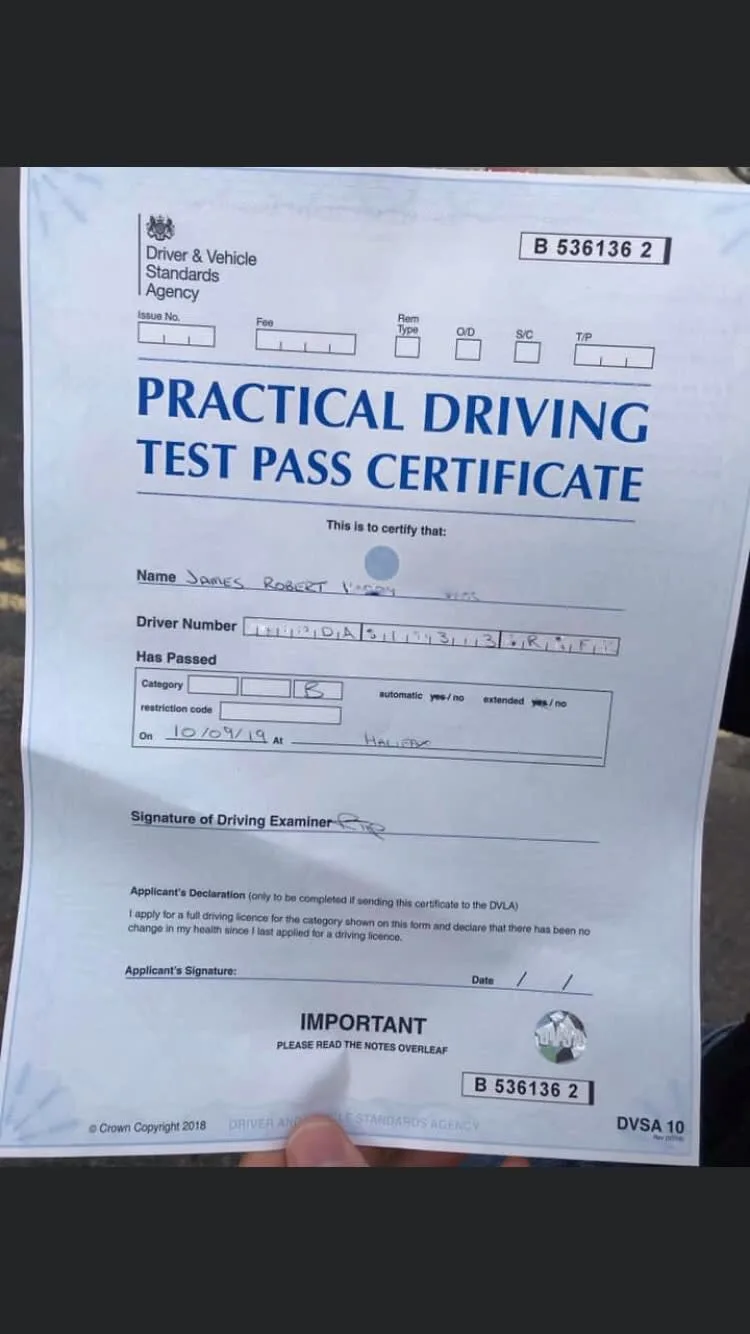 Driver & Vehicle
Standards
Agency
B 536136 2
Issue No. Fee Rem Type O/D S/C T/P
PRACTICAL DRIVING
TEST PASS CERTIFICATE
This is to certify that:
Name JAMES ROBERT
Driver Number
Has Passed
Category B automatic yes / no extended yes / no
restriction code
On 10/09/19 At HALIFAX
Signature of Driving Examiner
Applicant's Declaration (only to be completed if sending this certificate to the DVLA)
I apply for a full driving licence for the category shown on this form and declare that there has been no
change in my health since I last applied for a driving licence.
Applicant's Signature: Date / /
IMPORTANT
PLEASE READ THE NOTES OVERLEAF
B 536136 2
© Crown Copyright 2018 DRIVER STANDARDS AGENCY DVSA 10